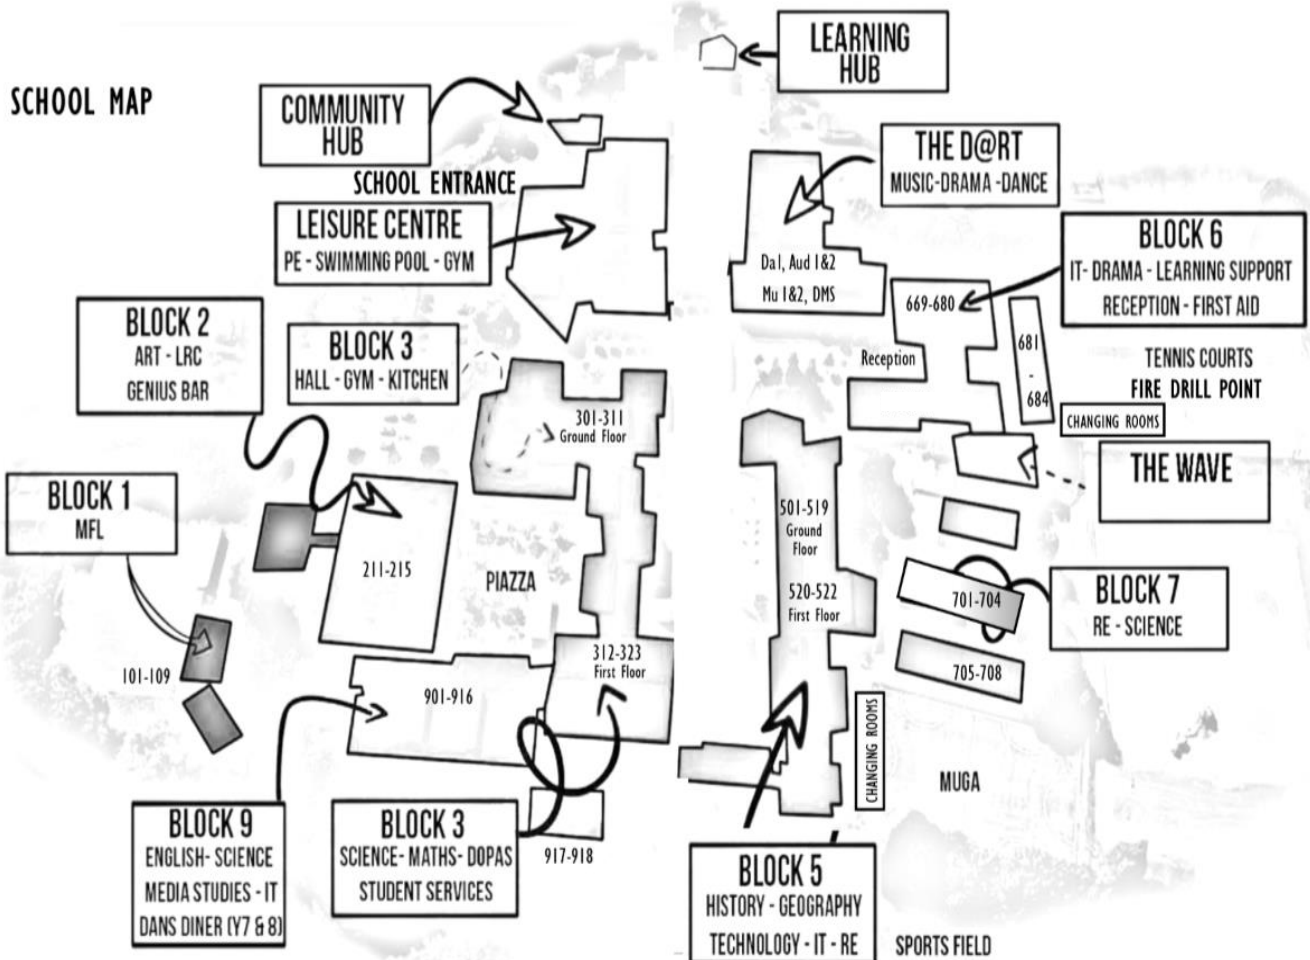 SCHOOL MAP
LEARNING
HUB
COMMUNITY
HUB
SCHOOL ENTRANCE
THE D@RT
MUSIC-DRAMA -DANCE
LEISURE CENTRE
PE - SWIMMING POOL - GYM
Da1, Aud 1&2
Mu 1&2, DMS
BLOCK 6
IT- DRAMA - LEARNING SUPPORT
RECEPTION - FIRST AID
669-680
681
-
684
Reception
TENNIS COURTS
FIRE DRILL POINT
CHANGING ROOMS
BLOCK 2
ART - LRC
GENIUS BAR
BLOCK 3
HALL - GYM - KITCHEN
301-311
Ground Floor
THE WAVE
BLOCK 1
MFL
211-215
PIAZZA
501-519
Ground
Floor
520-522
First Floor
701-704
BLOCK 7
RE - SCIENCE
705-708
101-109
312-323
First Floor
901-916
CHANGING ROOMS
MUGA
BLOCK 9
ENGLISH- SCIENCE
MEDIA STUDIES - IT
DANS DINER (Y7 & 8)
BLOCK 3
SCIENCE- MATHS- DOPAS
STUDENT SERVICES
917-918
BLOCK 5
HISTORY - GEOGRAPHY
TECHNOLOGY - IT - RE
SPORTS FIELD